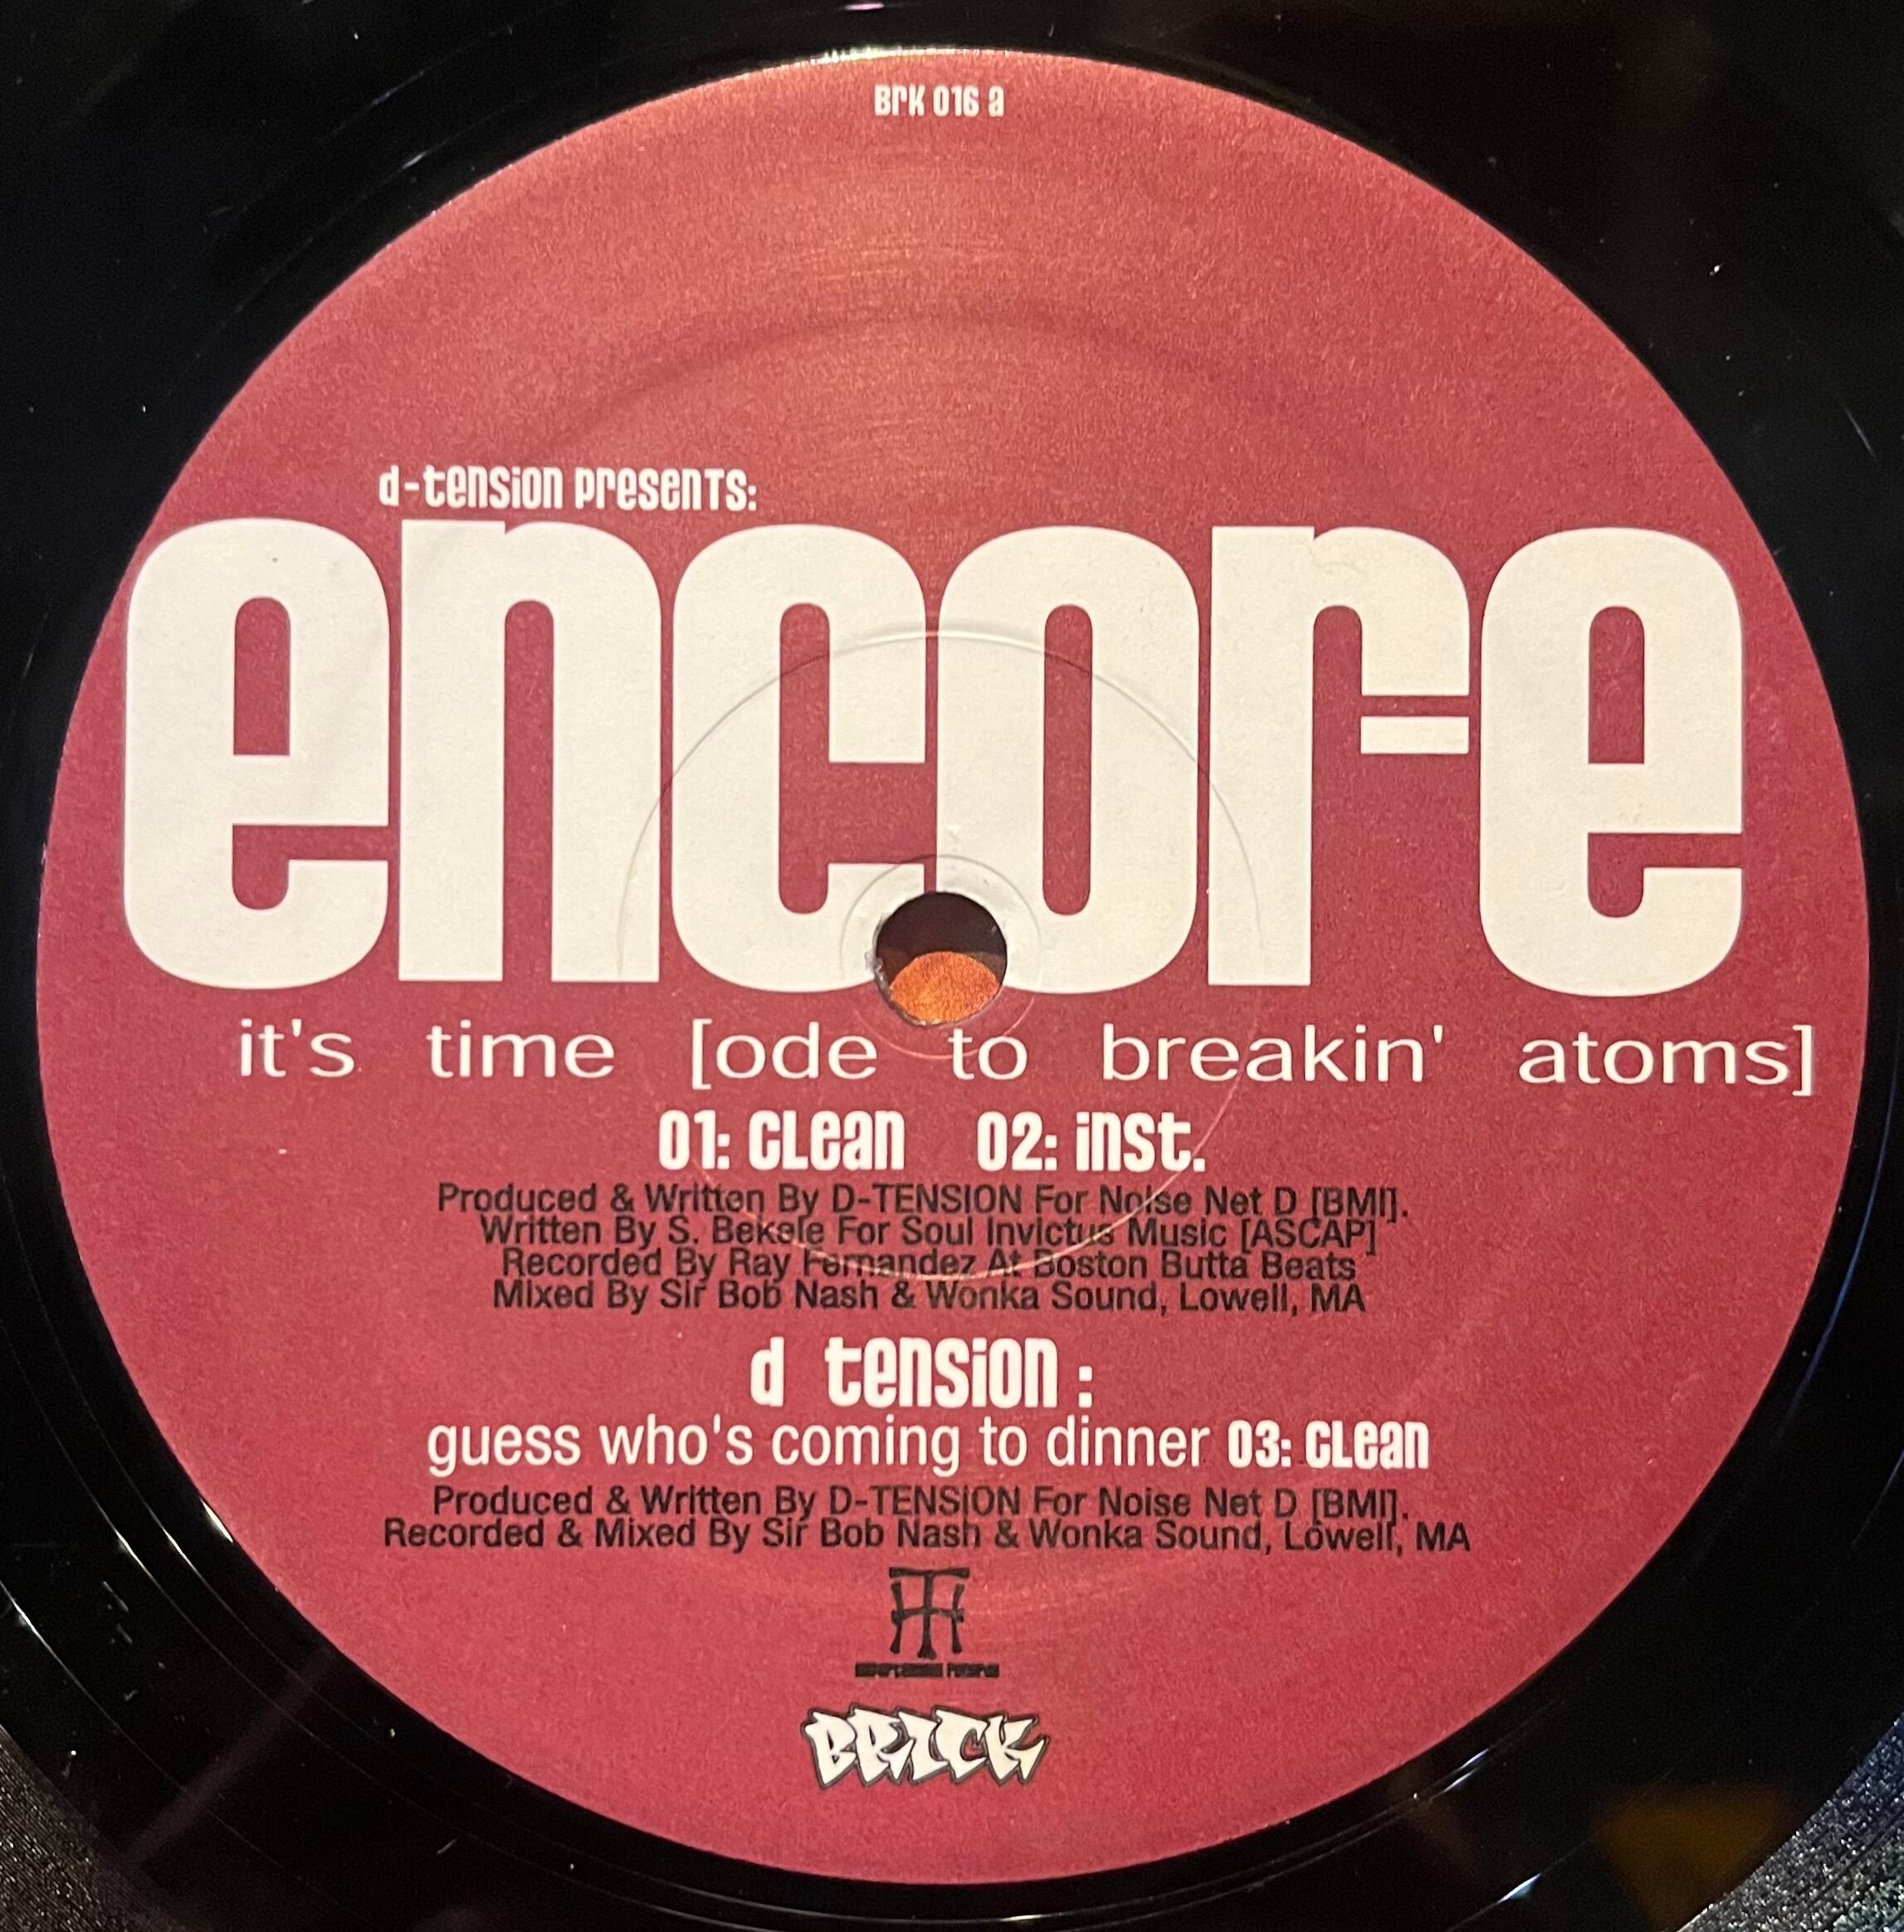 Brk 016 a
d-tension presents:
encore
it's time [ode to breakin' atoms]
01: clean 02: inst.
Produced & Written By D-TENSION For Noise Net D [BMI].
Written By S. Bekele For Soul Invictus Music [ASCAP]
Recorded By Ray Fernandez At Boston Butta Beats
Mixed By Sir Bob Nash & Wonka Sound, Lowell, MA
d tension :
guess who's coming to dinner 03: clean
Produced & Written By D-TENSION For Noise Net D [BMI].
Recorded & Mixed By Sir Bob Nash & Wonka Sound, Lowell, MA
BRICK